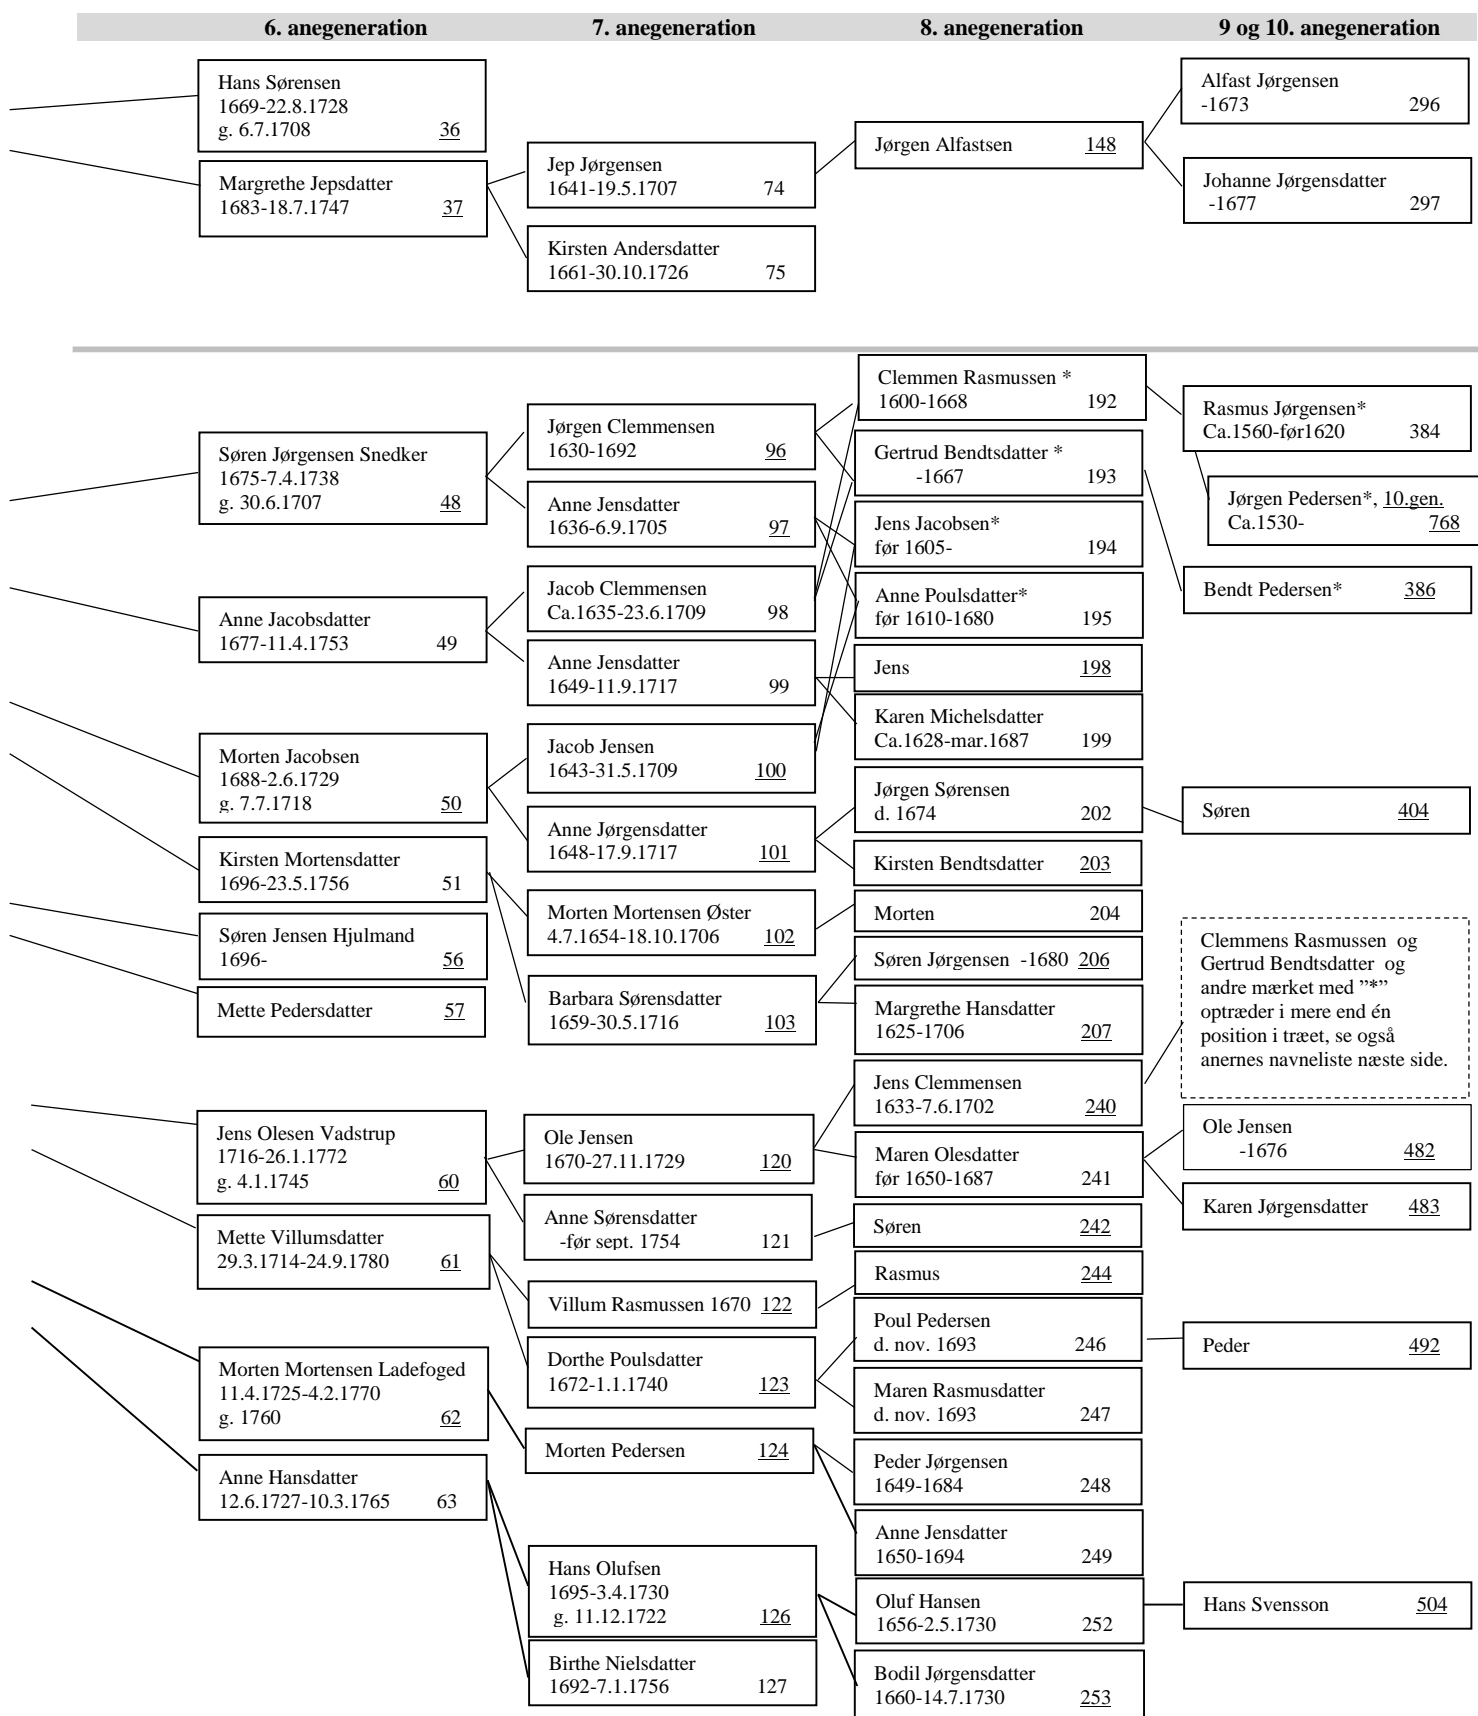 6. anegeneration 7. anegeneration 8. anegeneration 9 og 10. anegeneration
Hans Sørensen
1669-22.8.1728
g. 6.7.1708 36
Margrethe Jepsdatter
1683-18.7.1747 37
Jep Jørgensen
1641-19.5.1707 74
Kirsten Andersdatter
1661-30.10.1726 75
Jørgen Alfastsen 148
Alfast Jørgensen
-1673 296
Johanne Jørgensdatter
-1677 297
Søren Jørgensen Snedker
1675-7.4.1738
g. 30.6.1707 48
Anne Jacobsdatter
1677-11.4.1753 49
Morten Jacobsen
1688-2.6.1729
g. 7.7.1718 50
Kirsten Mortensdatter
1696-23.5.1756 51
Søren Jensen Hjulmand
1696- 56
Mette Pedersdatter 57
Jens Olesen Vadstrup
1716-26.1.1772
g. 4.1.1745 60
Mette Villumsdatter
29.3.1714-24.9.1780 61
Morten Mortensen Ladefoged
11.4.1725-4.2.1770
g. 1760 62
Anne Hansdatter
12.6.1727-10.3.1765 63
Jørgen Clemmensen
1630-1692 96
Anne Jensdatter
1636-6.9.1705 97
Jacob Clemmensen
Ca.1635-23.6.1709 98
Anne Jensdatter
1649-11.9.1717 99
Jacob Jensen
1643-31.5.1709 100
Anne Jørgensdatter
1648-17.9.1717 101
Morten Mortensen Øster
4.7.1654-18.10.1706 102
Barbara Sørensdatter
1659-30.5.1716 103
Ole Jensen
1670-27.11.1729 120
Anne Sørensdatter
-før sept. 1754 121
Villum Rasmussen 1670 122
Dorthe Poulsdatter
1672-1.1.1740 123
Morten Pedersen 124
Hans Olufsen
1695-3.4.1730
g. 11.12.1722 126
Birthe Nielsdatter
1692-7.1.1756 127
Clemmen Rasmussen *
1600-1668 192
Gertrud Bendtsdatter *
-1667 193
Jens Jacobsen*
før 1605- 194
Anne Poulsdatter*
før 1610-1680 195
Jens 198
Karen Michelsdatter
Ca.1628-mar.1687 199
Jørgen Sørensen
d. 1674 202
Kirsten Bendtsdatter 203
Morten 204
Søren Jørgensen -1680 206
Margrethe Hansdatter
1625-1706 207
Jens Clemmensen
1633-7.6.1702 240
Maren Olesdatter
før 1650-1687 241
Søren 242
Rasmus 244
Poul Pedersen
d. nov. 1693 246
Maren Rasmusdatter
d. nov. 1693 247
Peder Jørgensen
1649-1684 248
Anne Jensdatter
1650-1694 249
Oluf Hansen
1656-2.5.1730 252
Bodil Jørgensdatter
1660-14.7.1730 253
Rasmus Jørgensen*
Ca.1560-før1620 384
Jørgen Pedersen*, 10.gen.
Ca.1530- 768
Bendt Pedersen* 386
Søren 404
Clemmens Rasmussen og
Gertrud Bendtsdatter og
andre mærket med ”*”
optræder i mere end én
position i træet, se også
anernes navneliste næste side.
Ole Jensen
-1676 482
Karen Jørgensdatter 483
Peder 492
Hans Svensson 504